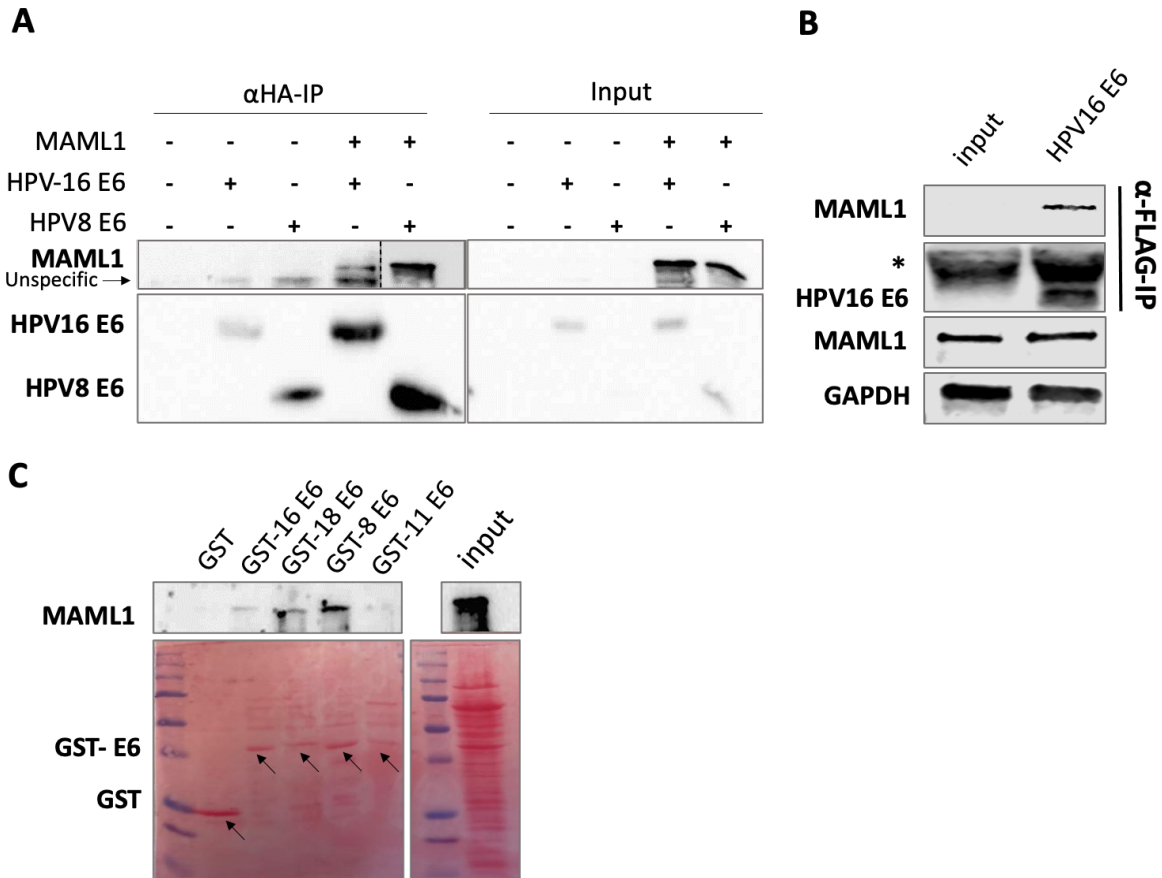 A
αHA-IP Input
MAML1 - - - + + - - - + +
HPV-16 E6 - + - + - - + - + -
HPV8 E6 - - + - + - - + - +
MAML1
Unspecific
HPV16 E6
HPV8 E6
B
input HPV16 E6
MAML1
*
HPV16 E6
α-FLAG-IP
MAML1
GAPDH
C
GST GST-16 E6 GST-18 E6 GST-8 E6 GST-11 E6 input
MAML1
GST- E6
GST